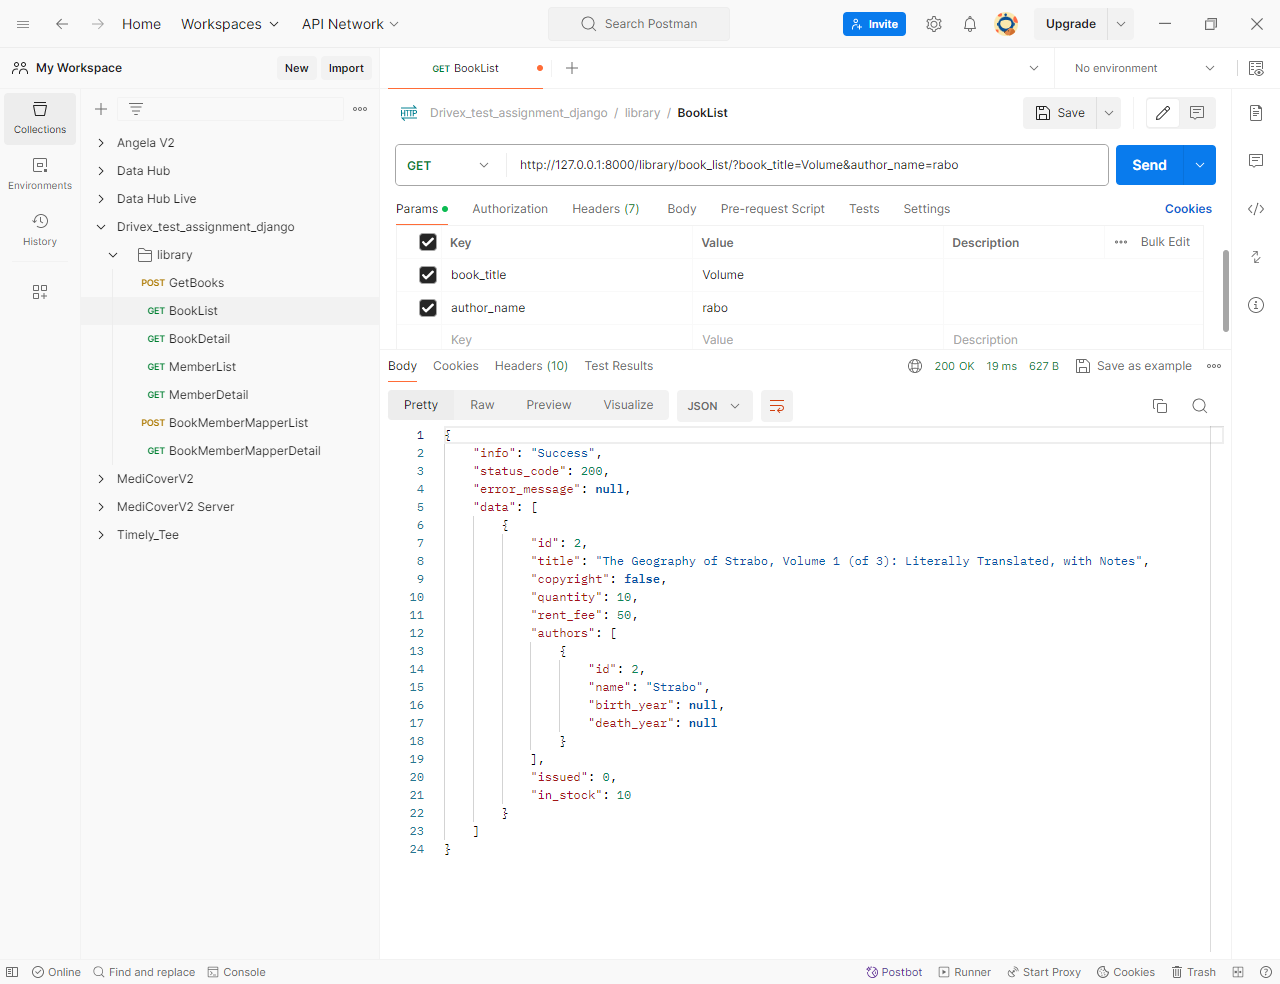 Home Workspaces API Network Search Postman Invite Upgrade
My Workspace New Import GET BookList No environment
Collections
Environments
History
Angela V2
Data Hub
Data Hub Live
Drivex_test_assignment_django
library
POST GetBooks
GET BookList
GET BookDetail
GET MemberList
GET MemberDetail
POST BookMemberMapperList
GET BookMemberMapperDetail
MediCoverV2
MediCoverV2 Server
Timely_Tee
HTTP Drivex_test_assignment_django / library / BookList Save
GET http://127.0.0.1:8000/library/book_list/?book_title=Volume&author_name=rabo Send
Params Authorization Headers (7) Body Pre-request Script Tests Settings Cookies
Key Value Description Bulk Edit
book_title Volume
author_name rabo
Key Value Description
Body Cookies Headers (10) Test Results 200 OK 19 ms 627 B Save as example
Pretty Raw Preview Visualize JSON
1 {
2 "info": "Success",
3 "status_code": 200,
4 "error_message": null,
5 "data": [
6 {
7 "id": 2,
8 "title": "The Geography of Strabo, Volume 1 (of 3): Literally Translated, with Notes",
9 "copyright": false,
10 "quantity": 10,
11 "rent_fee": 50,
12 "authors": [
13 {
14 "id": 2,
15 "name": "Strabo",
16 "birth_year": null,
17 "death_year": null
18 }
19 ],
20 "issued": 0,
21 "in_stock": 10
22 }
23 ]
24 }
Online Find and replace Console Postbot Runner Start Proxy Cookies Trash